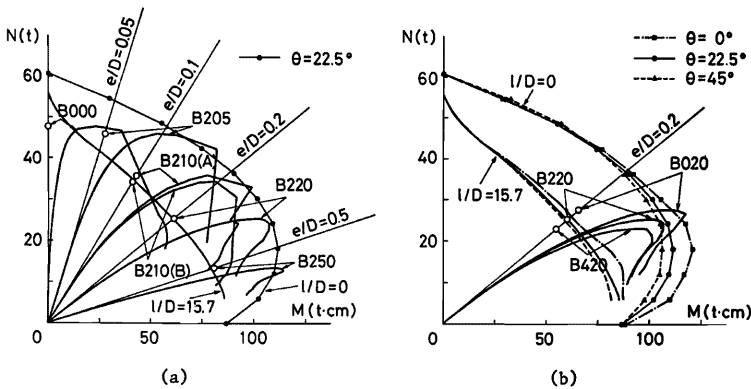 N(t)
60
40
20
0
50
100
M(t·cm)
e/D=0.05
e/D=0.1
e/D=0.2
e/D=0.5
θ=22.5°
B000
B205
B210(A)
B220
B210(B)
B250
l/D=15.7
l/D=0
(a)
N(t)
60
40
20
0
50
100
M(t·cm)
θ= 0°
θ=22.5°
θ=45°
l/D=0
e/D=0.2
B220
B020
l/D=15.7
B420
(b)